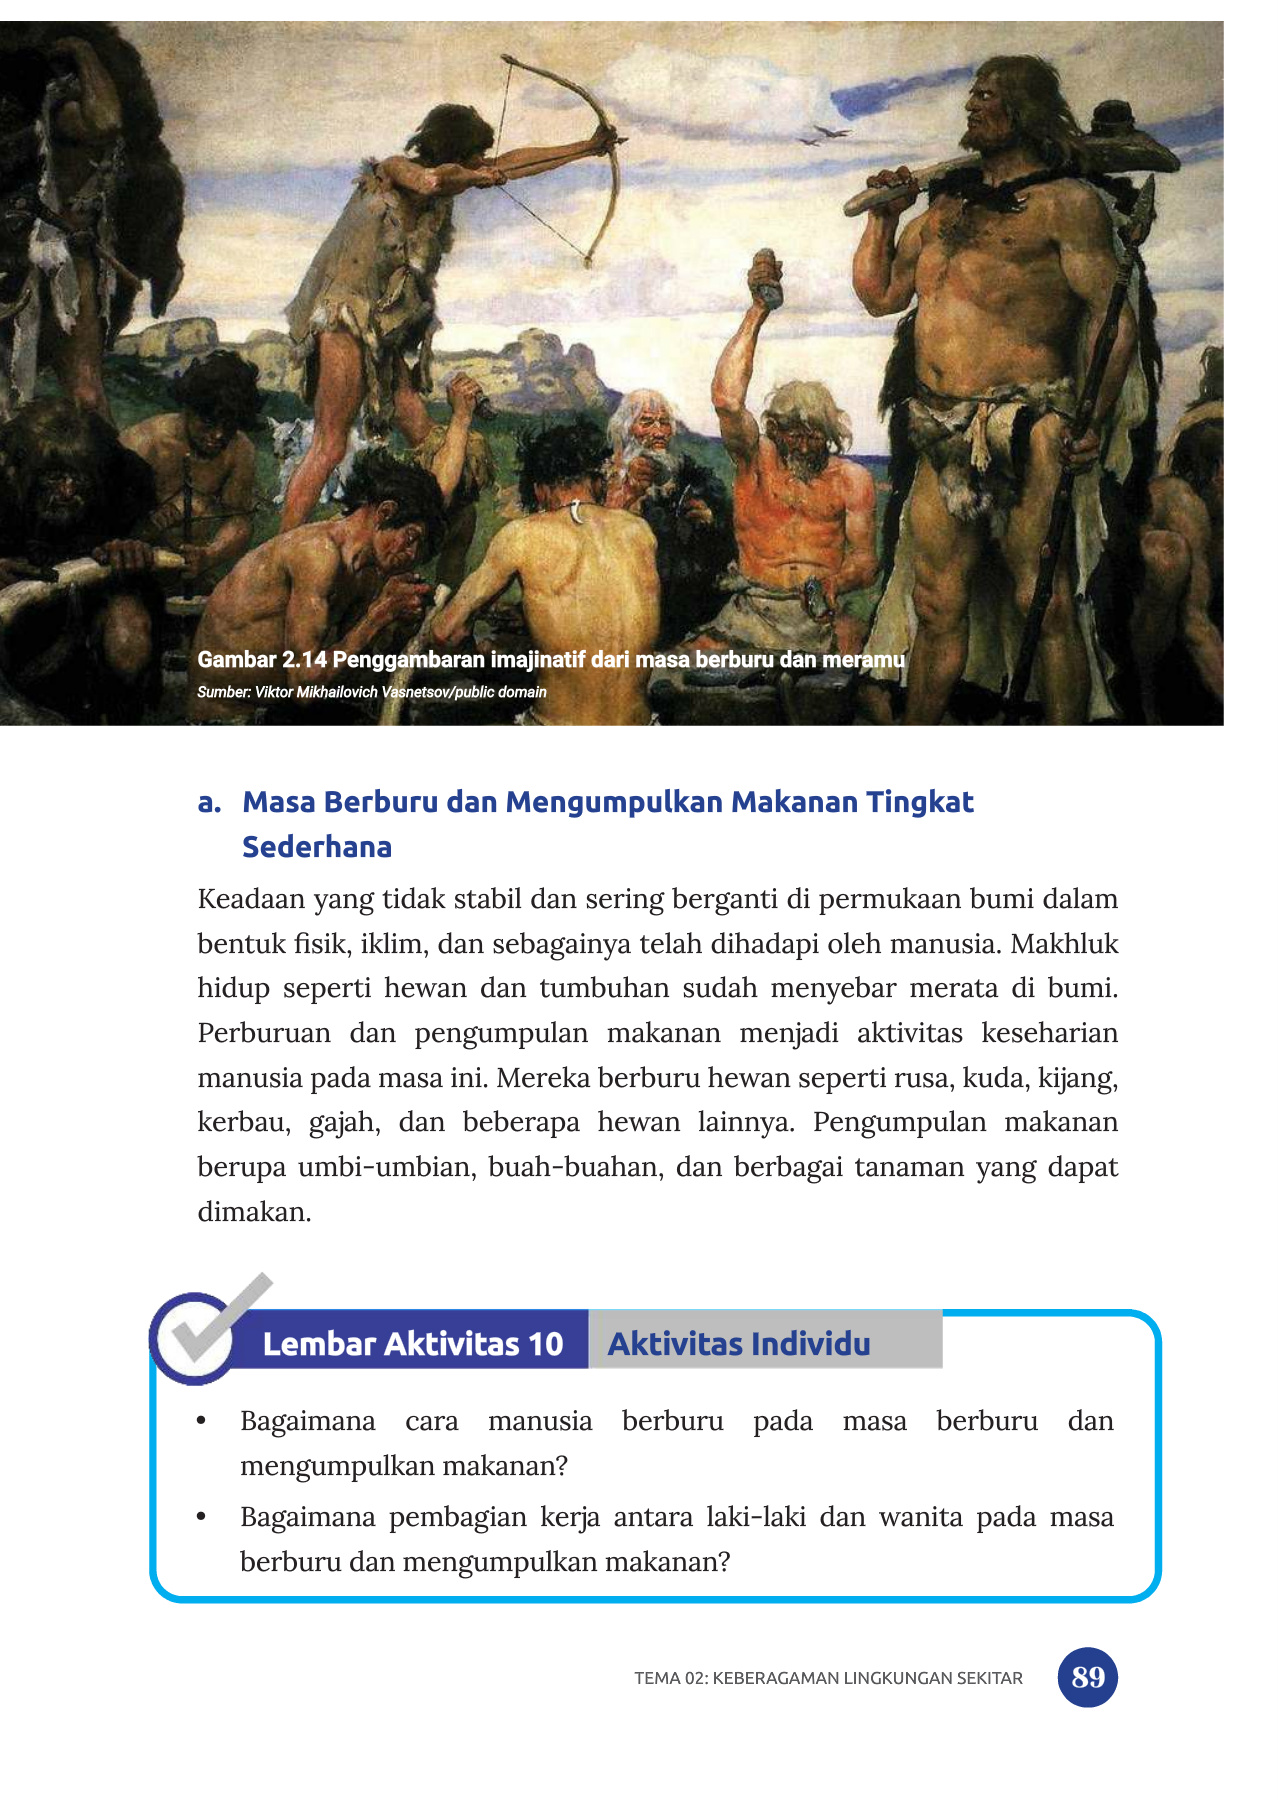 Gambar 2.14 Penggambaran imajinatif dari masa berburu dan meramu
Sumber: Viktor Mikhailovich Vasnetsov/public domain
a. Masa Berburu dan Mengumpulkan Makanan Tingkat
Sederhana
Keadaan yang tidak stabil dan sering berganti di permukaan bumi dalam
bentuk fisik, iklim, dan sebagainya telah dihadapi oleh manusia. Makhluk
hidup seperti hewan dan tumbuhan sudah menyebar merata di bumi.
Perburuan dan pengumpulan makanan menjadi aktivitas keseharian
manusia pada masa ini. Mereka berburu hewan seperti rusa, kuda, kijang,
kerbau, gajah, dan beberapa hewan lainnya. Pengumpulan makanan
berupa umbi-umbian, buah-buahan, dan berbagai tanaman yang dapat
dimakan.
Lembar Aktivitas 10 Aktivitas Individu
• Bagaimana cara manusia berburu pada masa berburu dan
mengumpulkan makanan?
• Bagaimana pembagian kerja antara laki-laki dan wanita pada masa
berburu dan mengumpulkan makanan?
TEMA 02: KEBERAGAMAN LINGKUNGAN SEKITAR 89